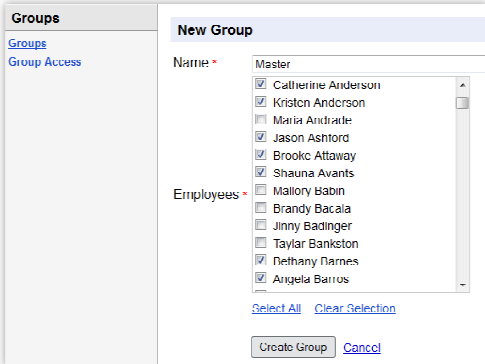 Groups
Groups
Group Access
New Group
Name *
Master
Employees *
Catherine Anderson
Kristen Anderson
Maria Andrade
Jason Ashford
Brooke Attaway
Shauna Avants
Mallory Babin
Brandy Bacala
Jinny Badinger
Taylar Bankston
Bethany Barnes
Angela Barros
Select All Clear Selection
Create Group Cancel